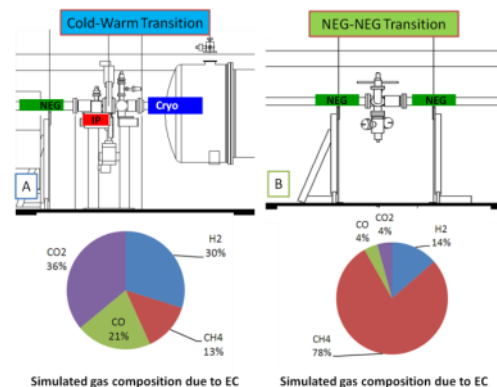 Cold-Warm Transition
NEG-NEG Transition
NEG
IP
Cryo
NEG
NEG
A
B
CO2
36%
H2
30%
CO
21%
CH4
13%
CO
4%
CO2
4%
H2
14%
CH4
78%
Simulated gas composition due to EC
Simulated gas composition due to EC